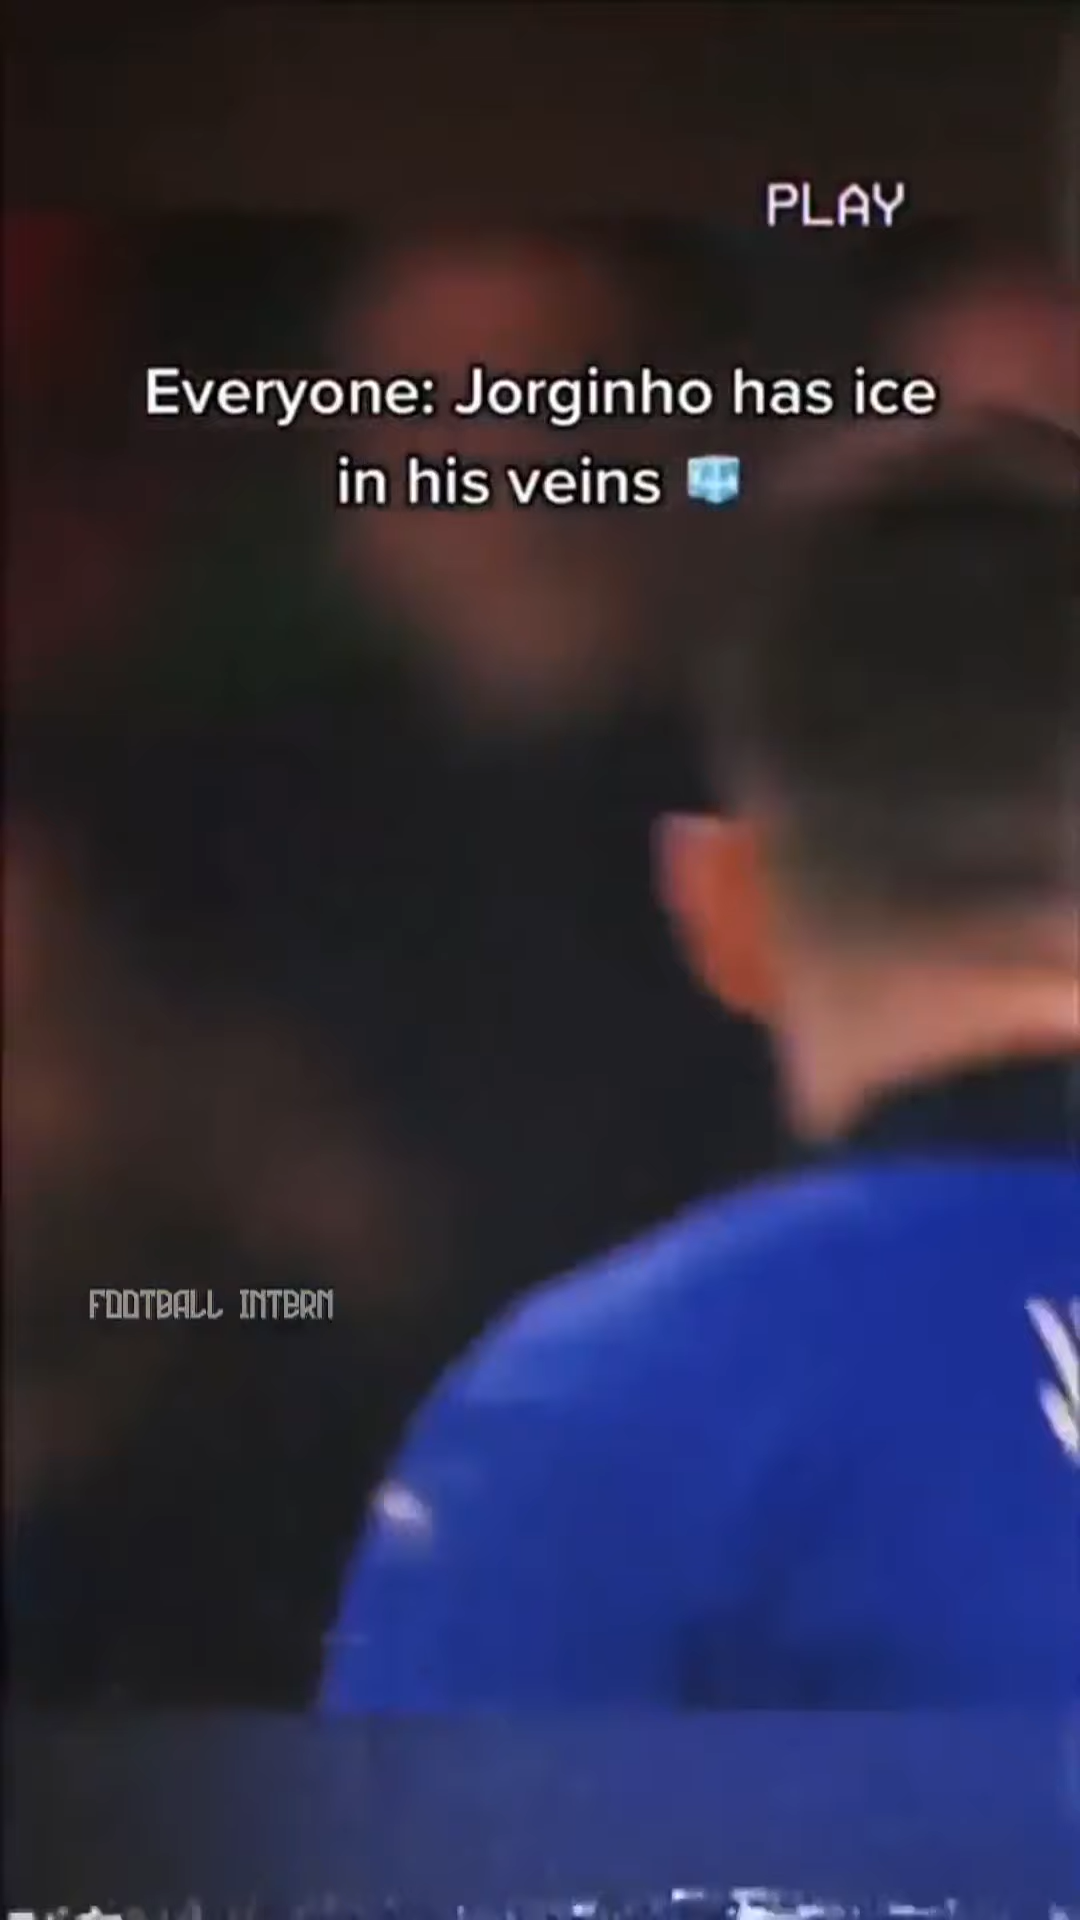 PLAY
Everyone: Jorginho has ice
in his veins 🧊
FOOTBALL INTERN